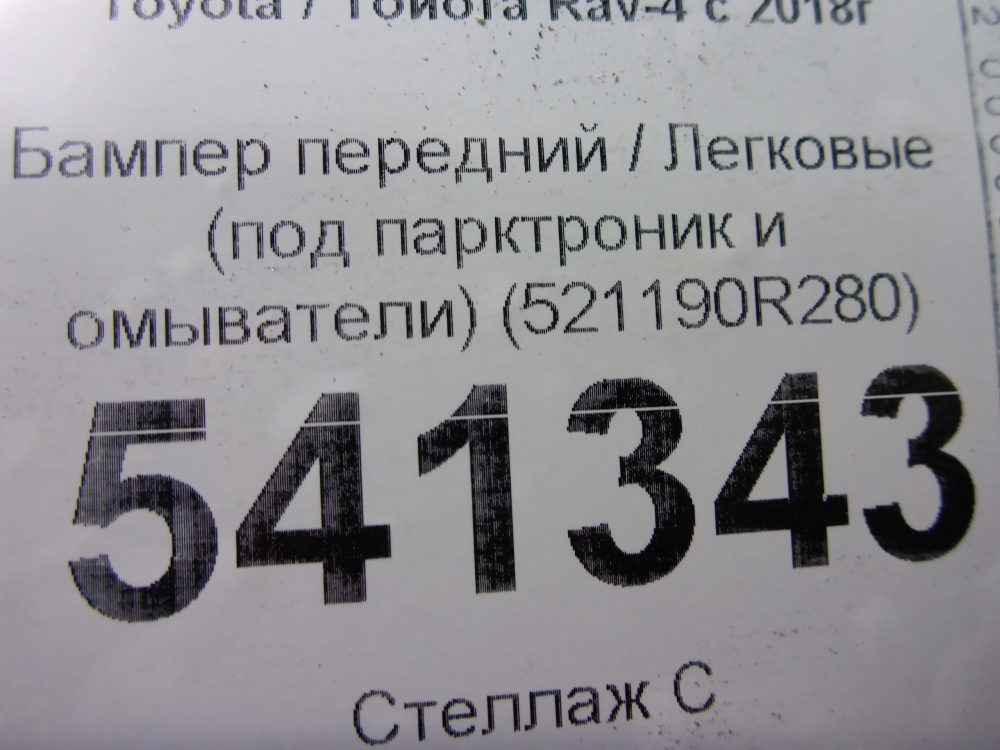 Toyota / Тойота Rav-4 с 2018г
Бампер передний / Легковые
(под парктроник и
омыватели) (521190R280)
541343
Стеллаж С